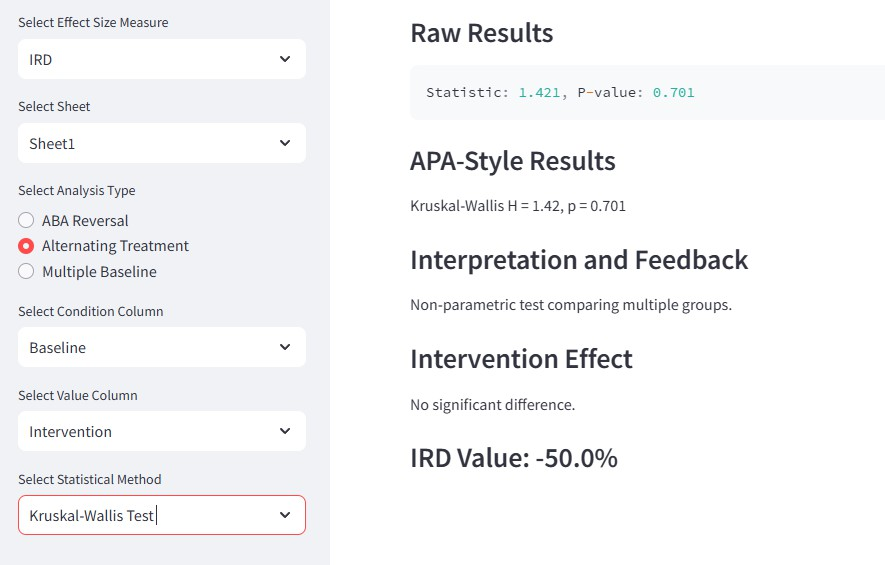 Select Effect Size Measure
IRD
Select Sheet
Sheet1
Select Analysis Type
ABA Reversal
Alternating Treatment
Multiple Baseline
Select Condition Column
Baseline
Select Value Column
Intervention
Select Statistical Method
Kruskal-Wallis Test
Raw Results
Statistic: 1.421, P-value: 0.701
APA-Style Results
Kruskal-Wallis H = 1.42, p = 0.701
Interpretation and Feedback
Non-parametric test comparing multiple groups.
Intervention Effect
No significant difference.
IRD Value: -50.0%